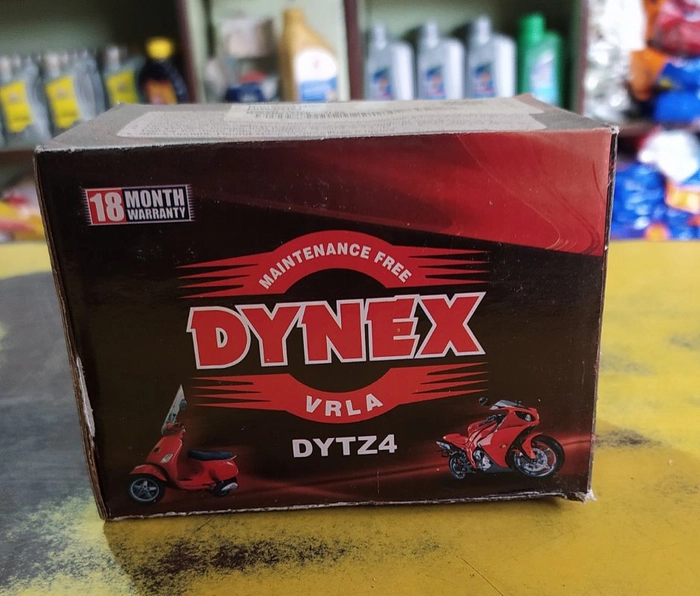 18 MONTH
WARRANTY
MAINTENANCE FREE
DYNEX
VRLA
DYTZ4